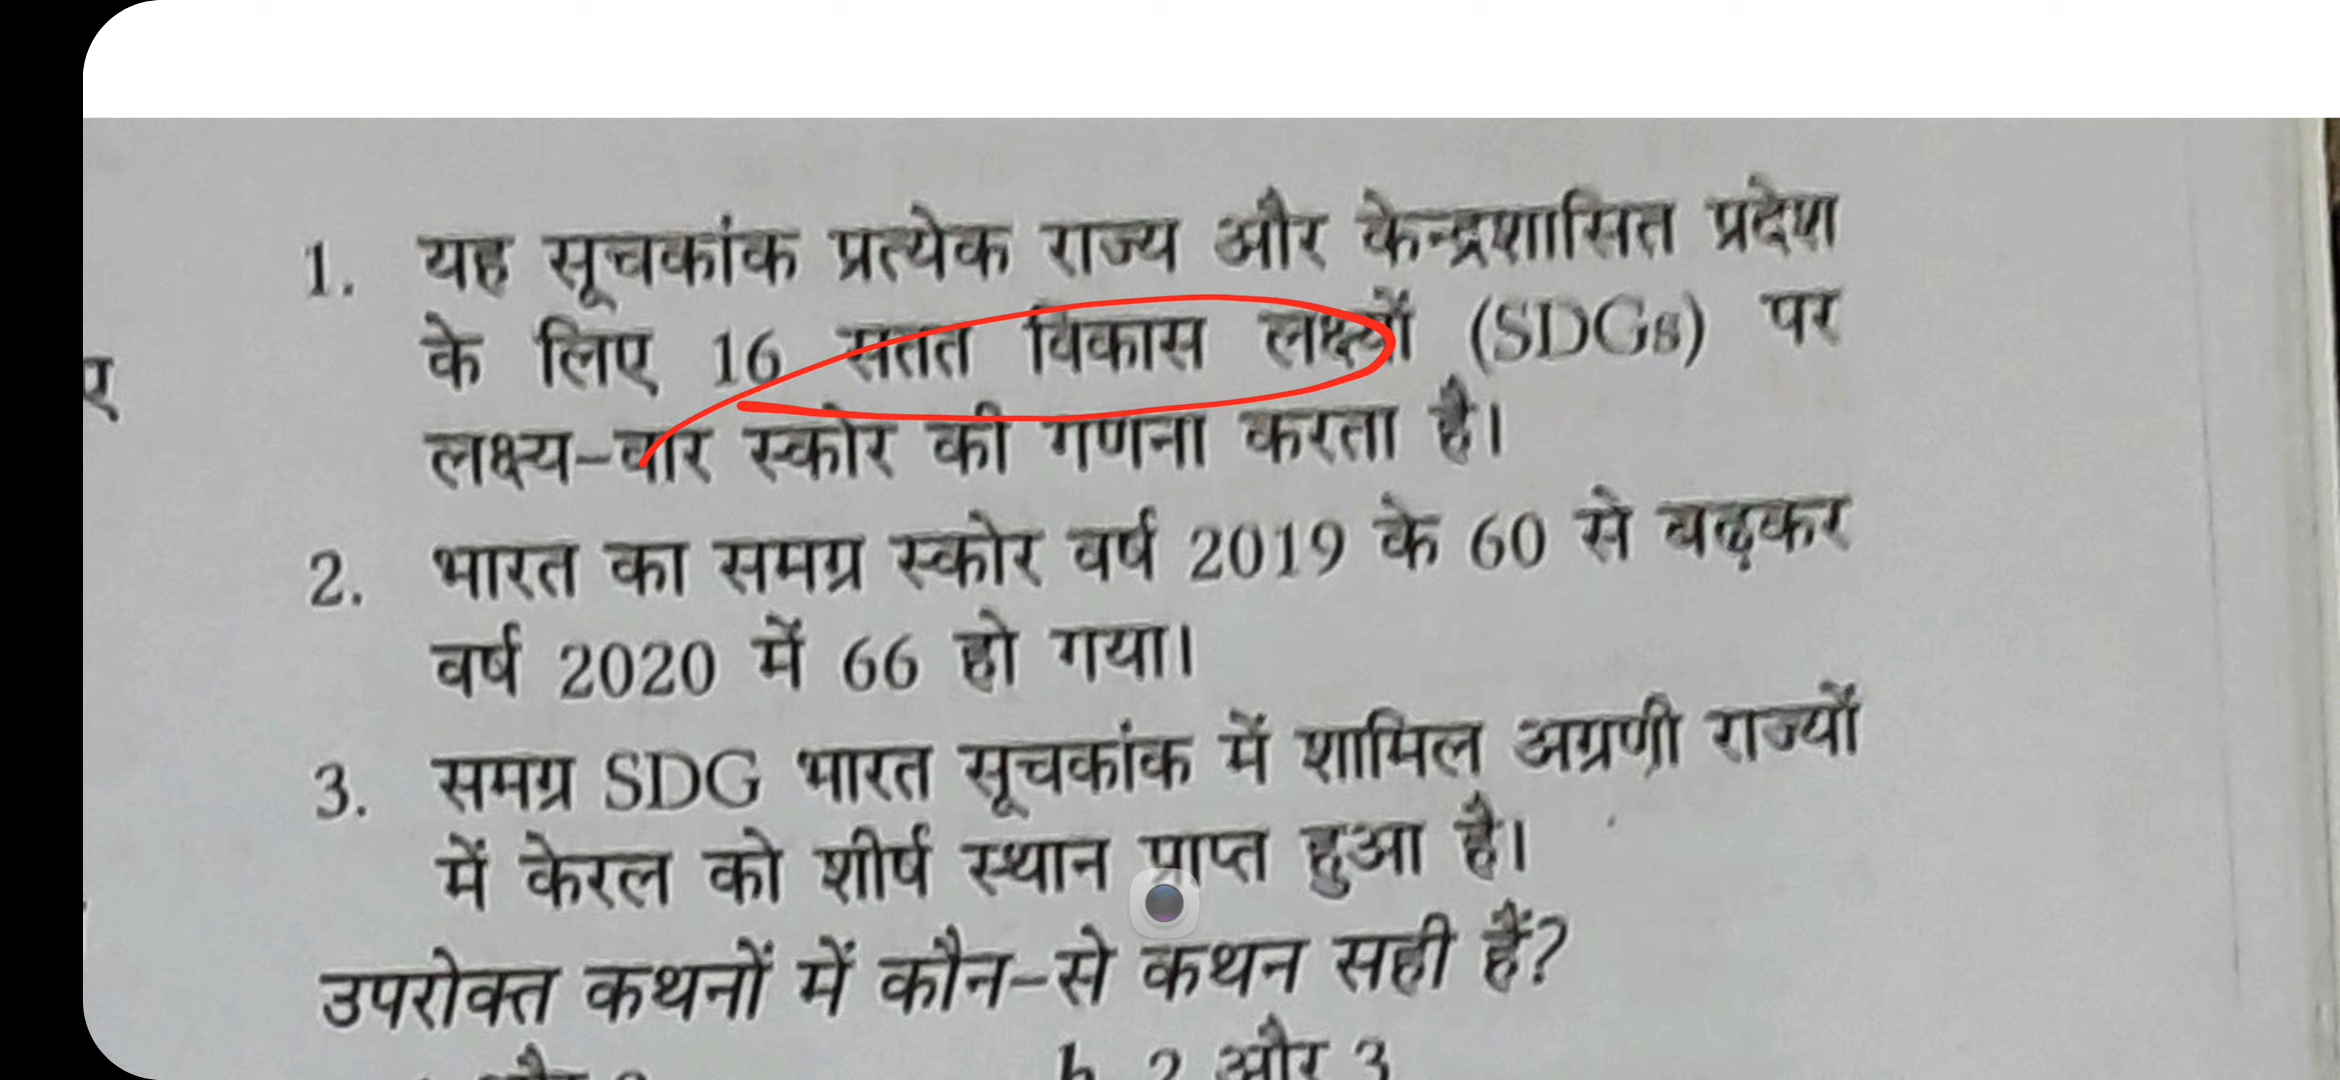 1. यह सूचकांक प्रत्येक राज्य और केन्द्रशासित प्रदेश
के लिए 16 सतत विकास लक्ष्यों (SDGs) पर
ए
लक्ष्य-वार स्कोर की गणना करता है।
2. भारत का समग्र स्कोर वर्ष 2019 के 60 से बढ़कर
वर्ष 2020 में 66 हो गया।
3. समग्र SDG भारत सूचकांक में शामिल अग्रणी राज्यों
में केरल को शीर्ष स्थान प्राप्त हुआ है।
उपरोक्त कथनों में कौन-से कथन सही हैं?
और b. 2 और 3